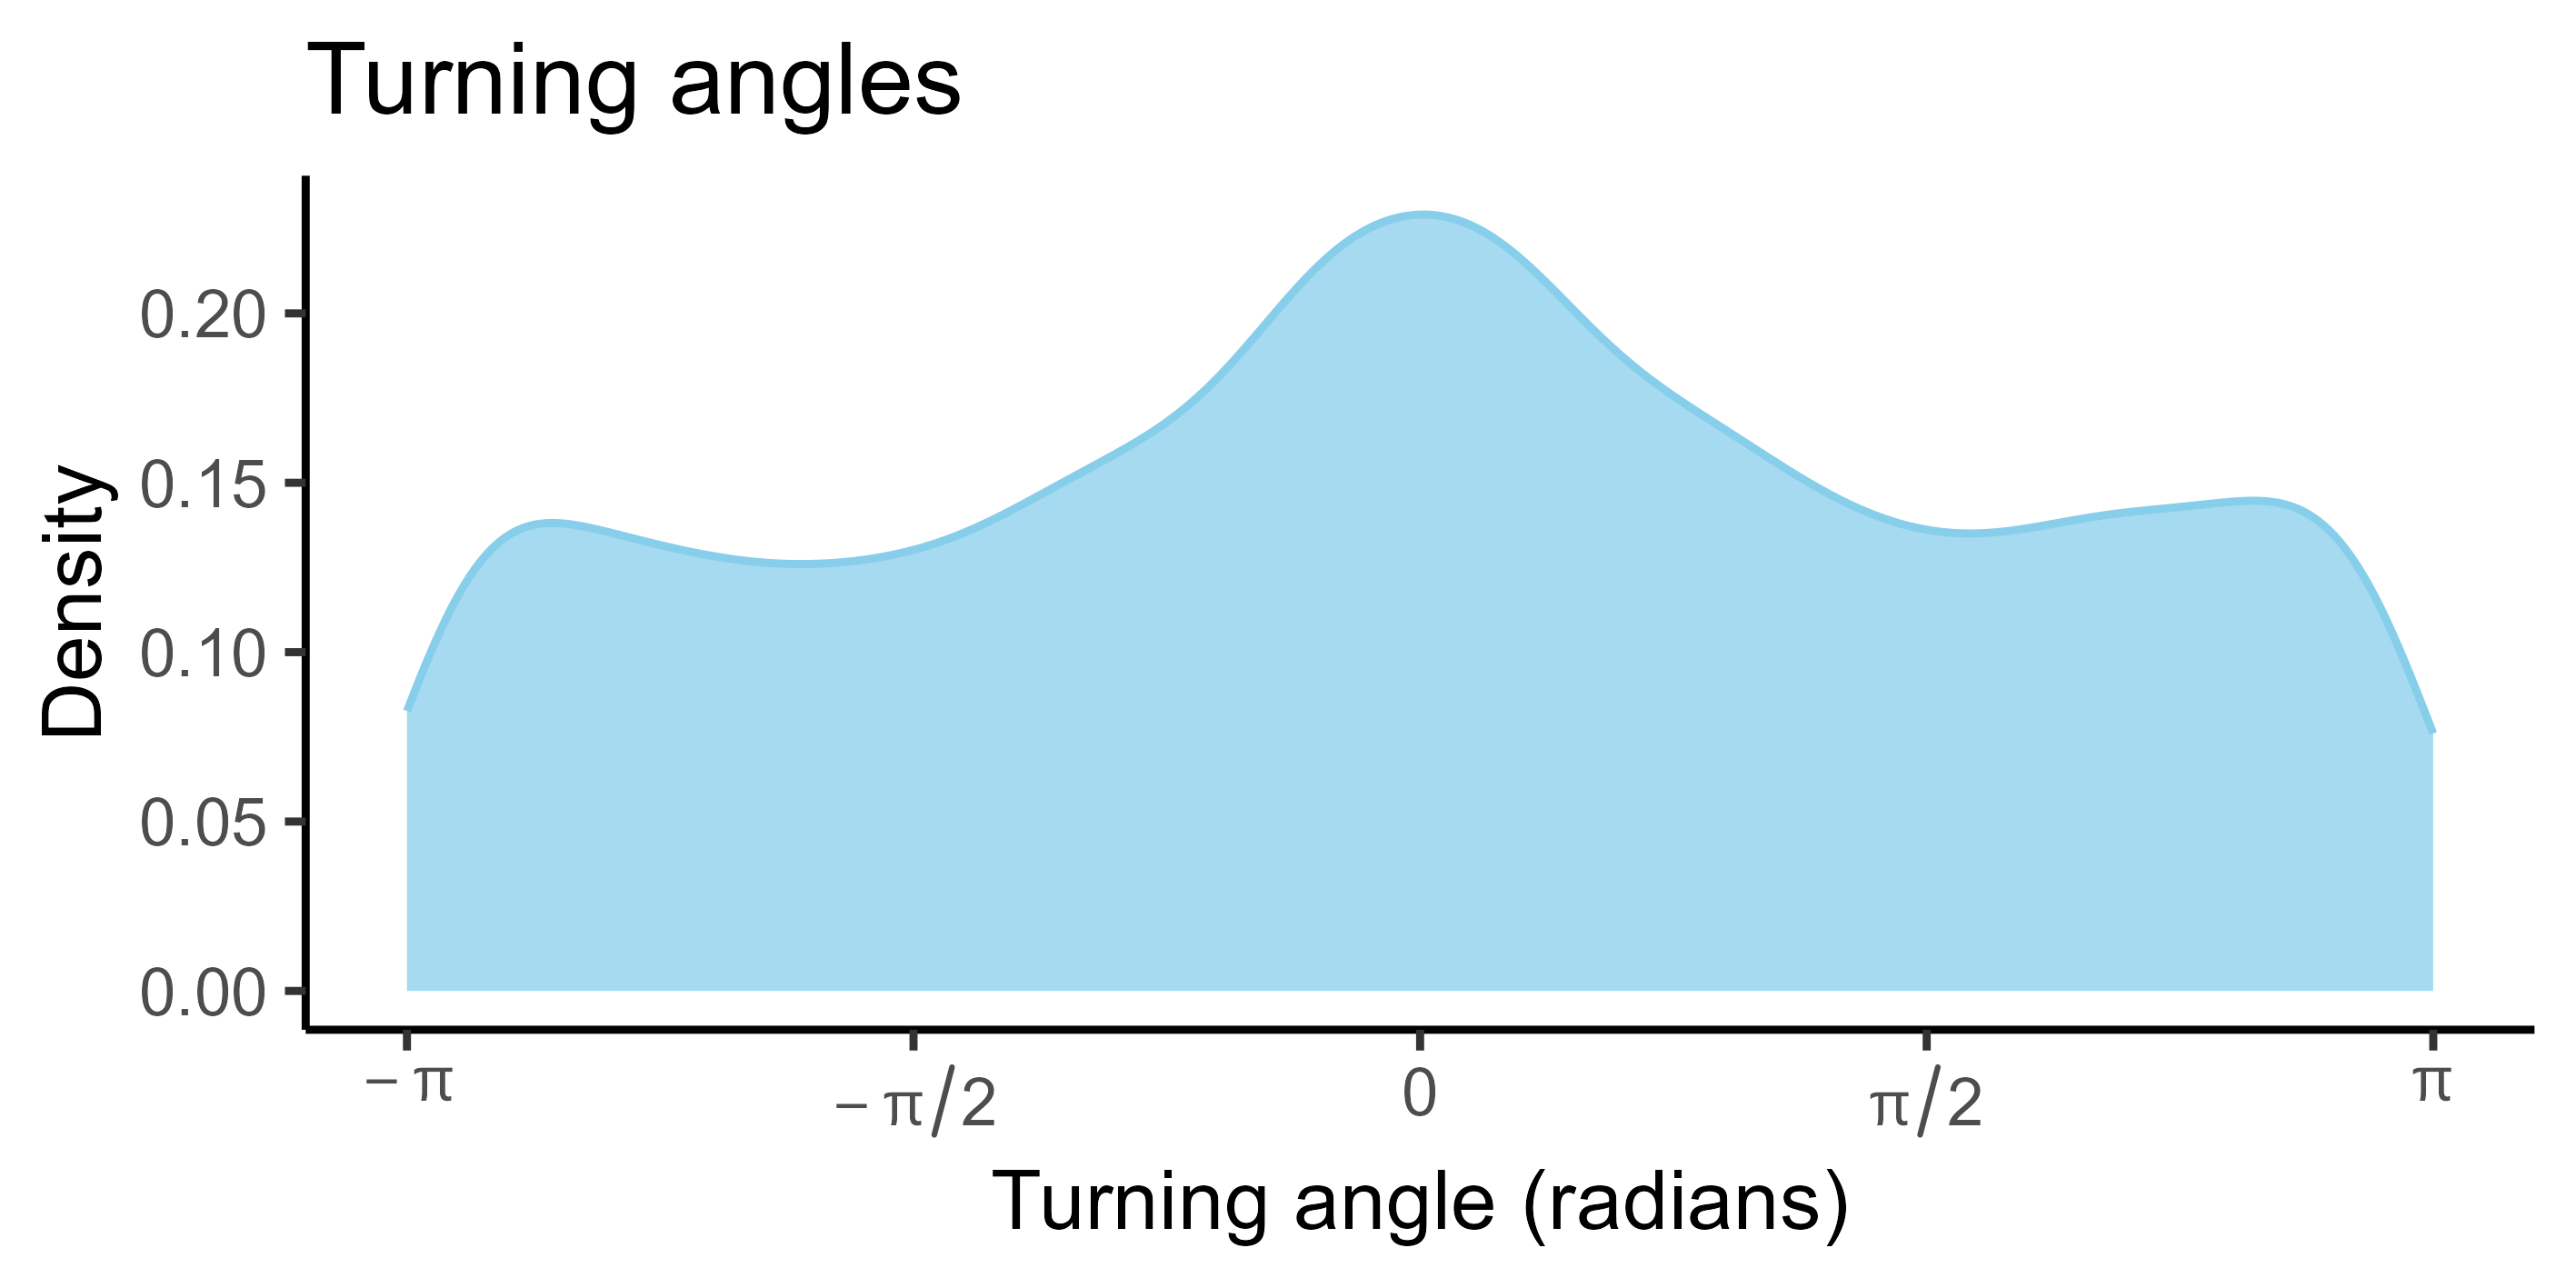 Turning angles
Density
0.20
0.15
0.10
0.05
0.00
−π −π/2 0 π/2 π
Turning angle (radians)